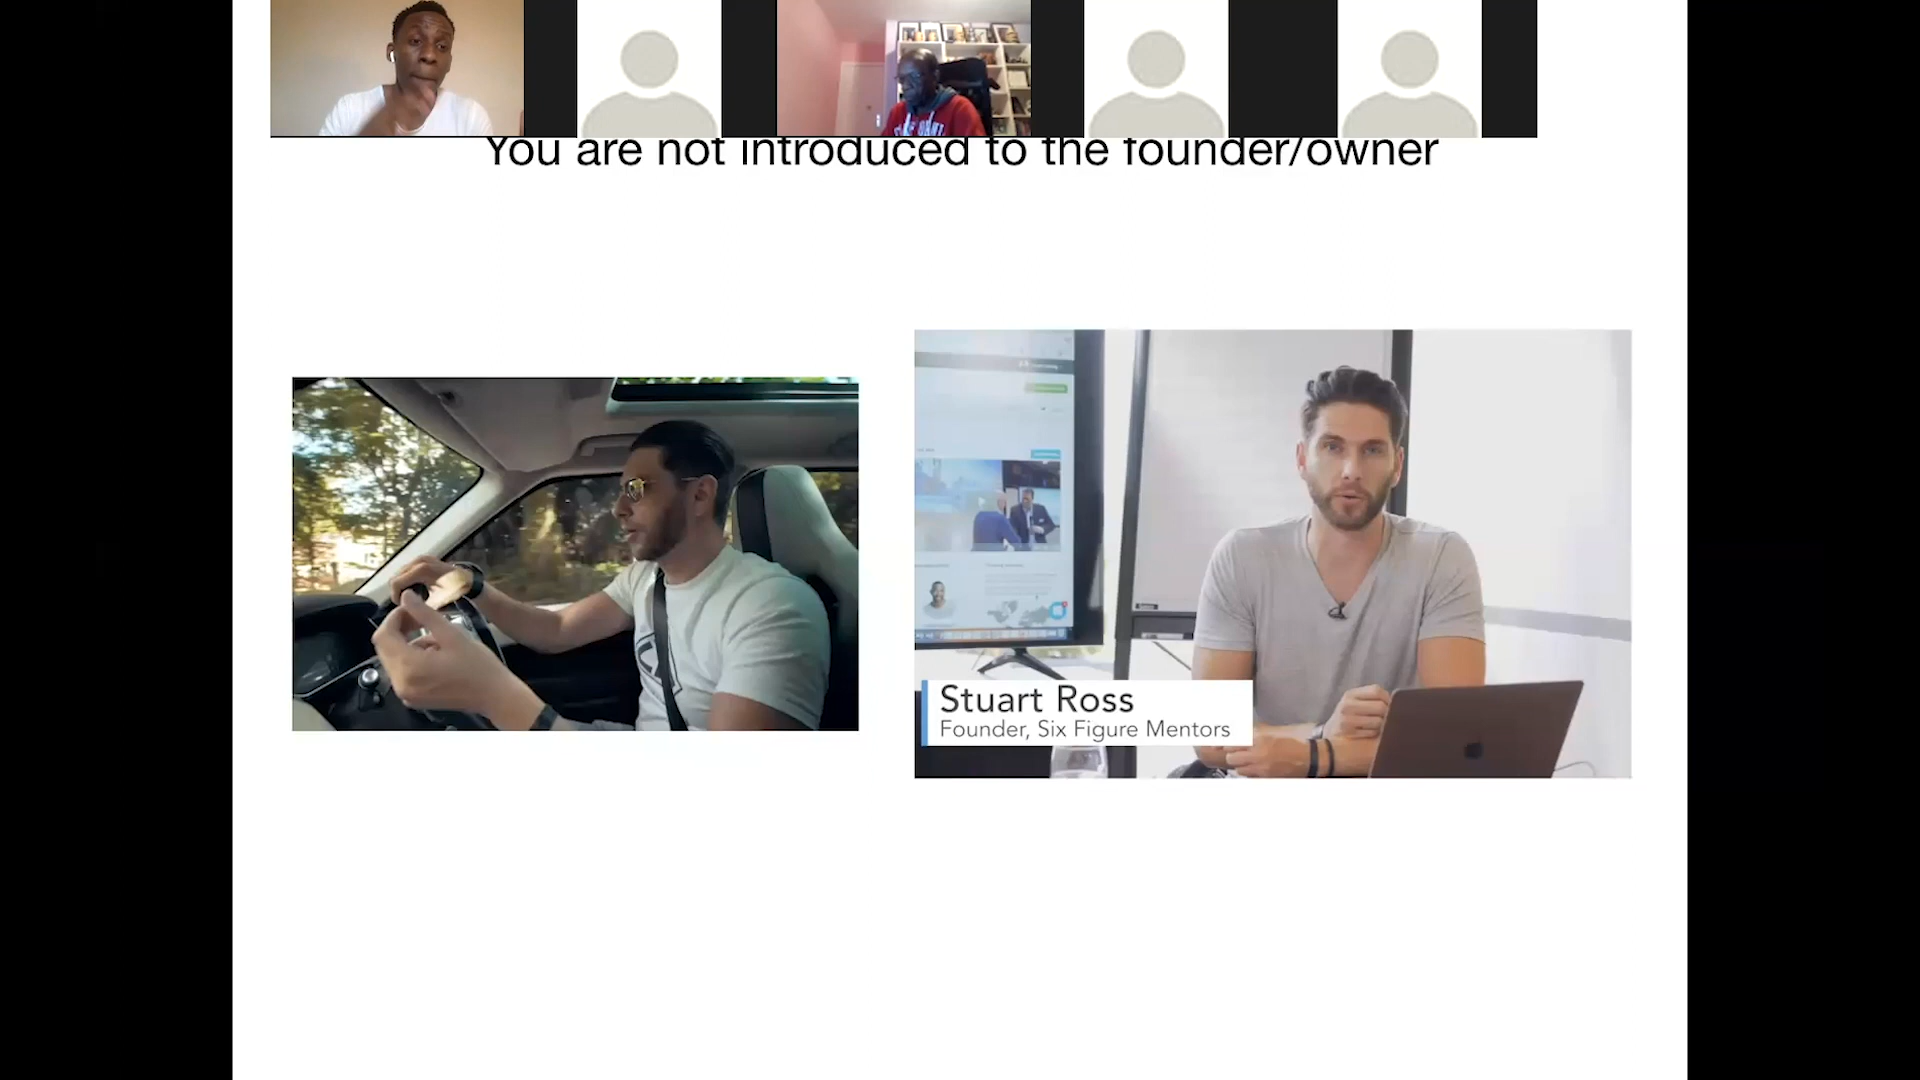 You are not introduced to the founder/owner
Stuart Ross
Founder, Six Figure Mentors